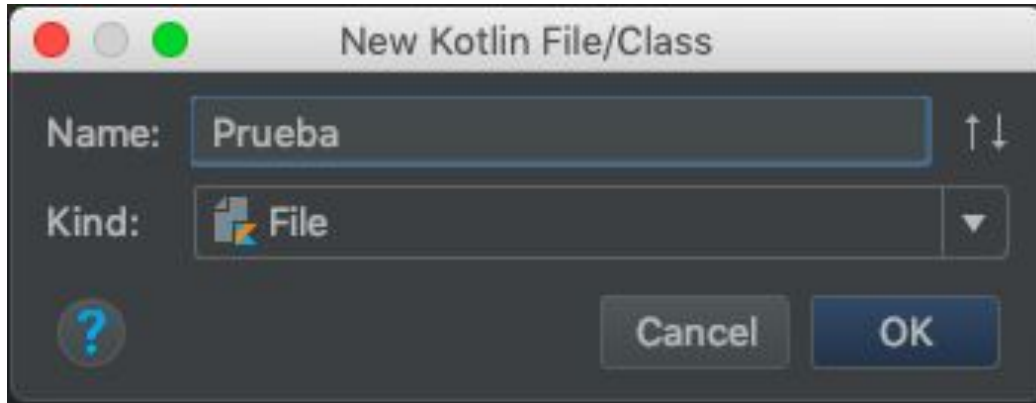 New Kotlin File/Class
Name: Prueba ↑↓
Kind: File
? Cancel OK